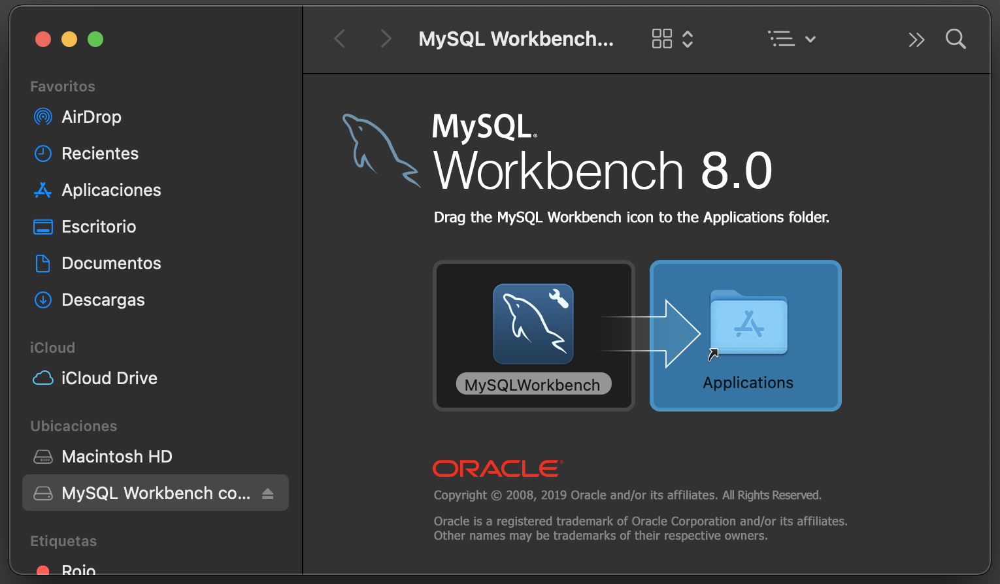 MySQL Workbench...
Favoritos
AirDrop
Recientes
Aplicaciones
Escritorio
Documentos
Descargas
iCloud
iCloud Drive
Ubicaciones
Macintosh HD
MySQL Workbench co...
Etiquetas
Rojo
MySQL®
Workbench 8.0
Drag the MySQL Workbench icon to the Applications folder.
MySQLWorkbench
Applications
ORACLE®
Copyright © 2008, 2019 Oracle and/or its affiliates. All Rights Reserved.
Oracle is a registered trademark of Oracle Corporation and/or its affiliates.
Other names may be trademarks of their respective owners.